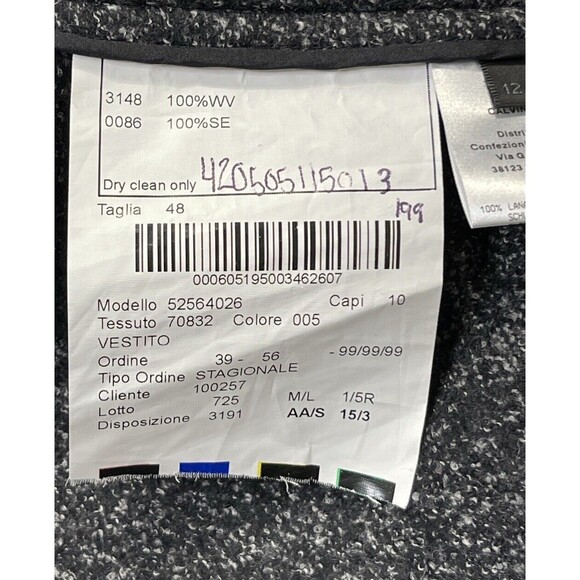 3148 100%WV
0086 100%SE
Dry clean only 420505115013
Taglia 48 199
000605195003462607
Modello 52564026 Capi 10
Tessuto 70832 Colore 005
VESTITO
Ordine 39 - 56 - 99/99/99
Tipo Ordine STAGIONALE
Cliente 100257
Lotto 725 M/L 1/5R
Disposizione 3191 AA/S 15/3
12
Confezion
Via G
38123
100%